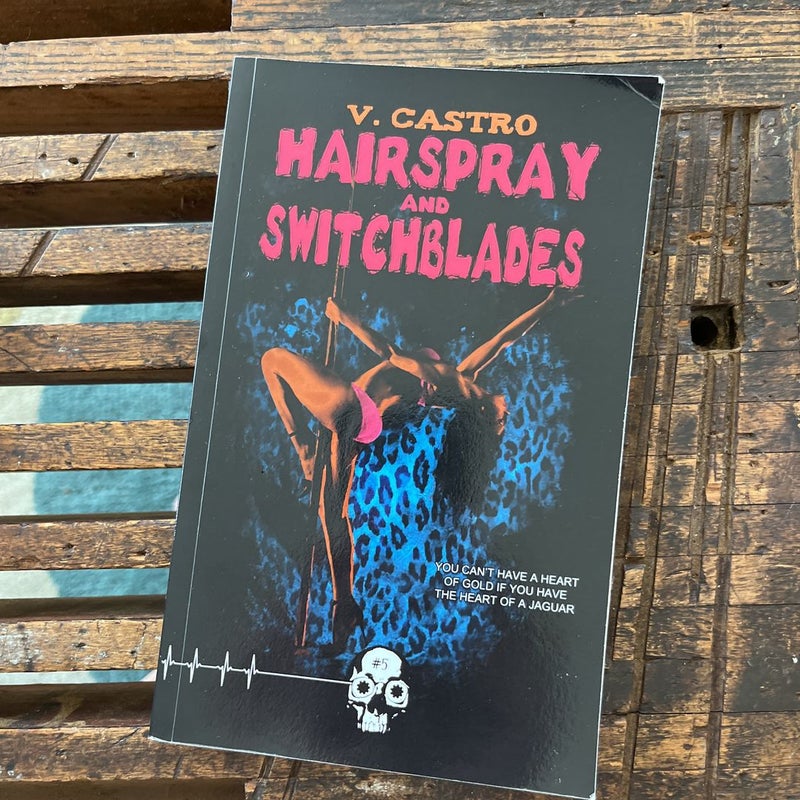 V. CASTRO
HAIRSPRAY
AND
SWITCHBLADES
YOU CAN'T HAVE A HEART
OF GOLD IF YOU HAVE
THE HEART OF A JAGUAR
#5